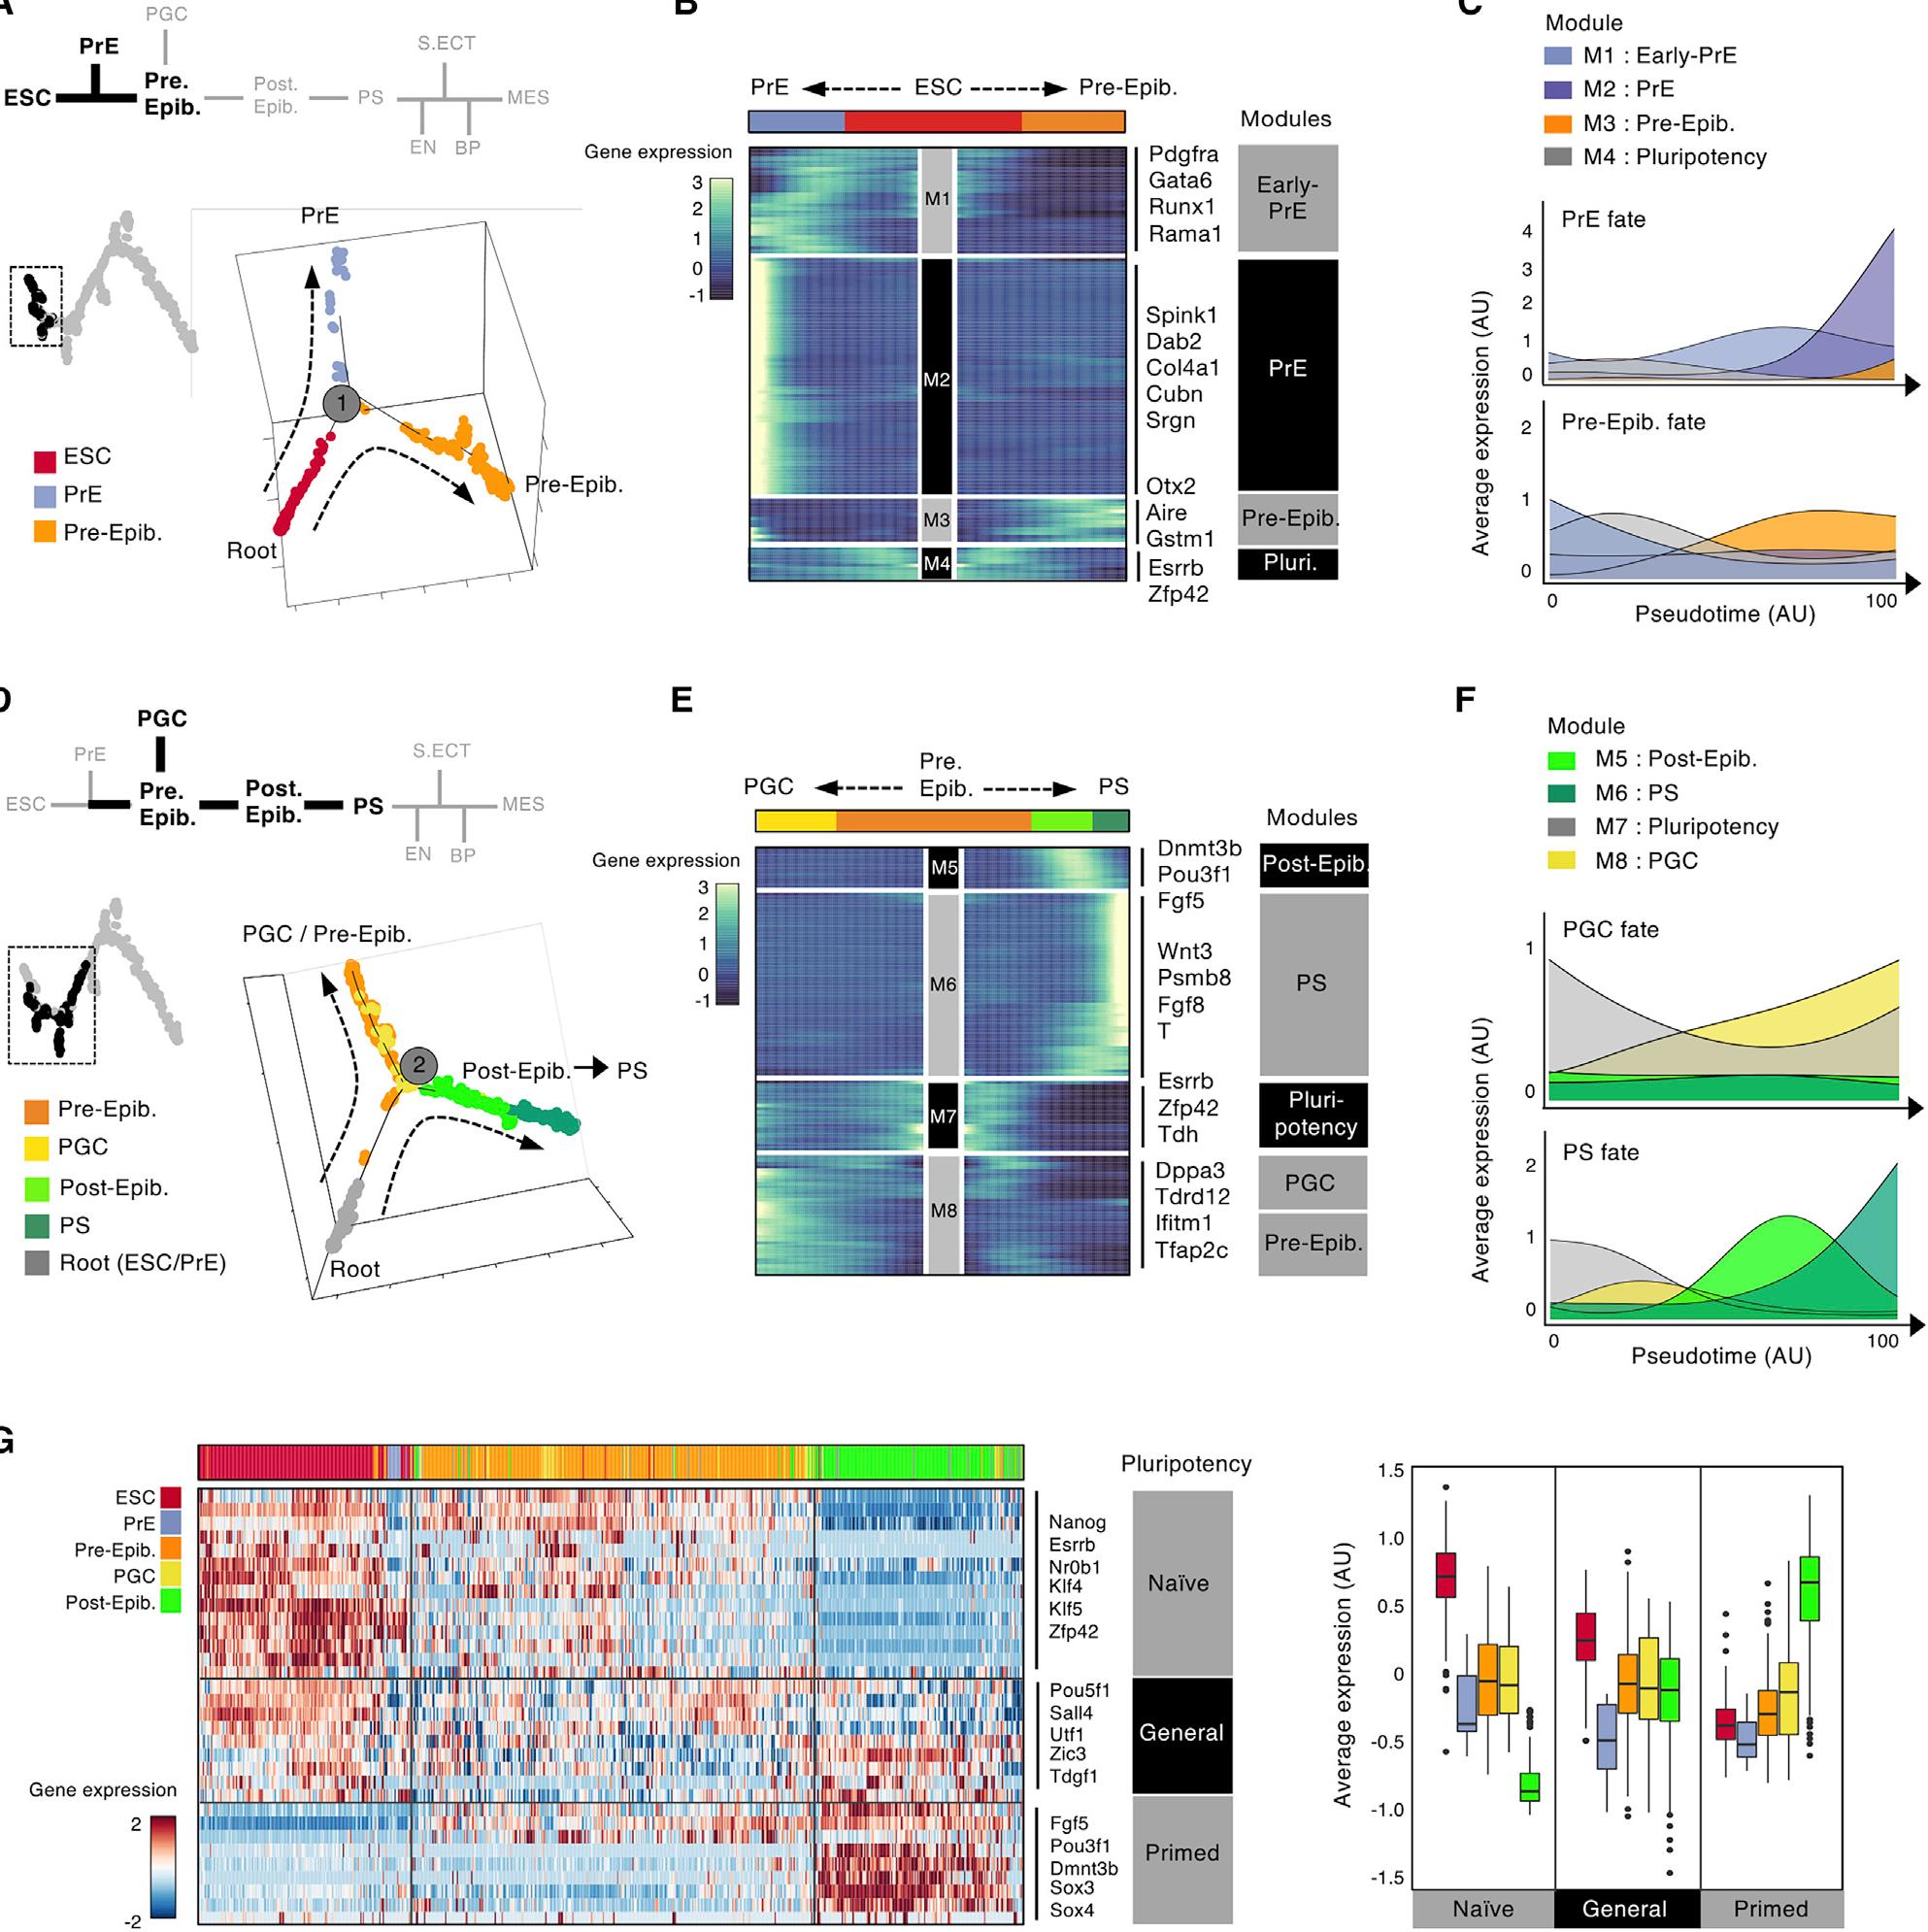 A
PGC
PrE
S.ECT
ESC
Pre.
Epib.
Post.
Epib.
PS
MES
EN
BP
PrE
1
Pre-Epib.
Root
ESC
PrE
Pre-Epib.
B
PrE
ESC
Pre-Epib.
Modules
Gene expression
3
2
1
0
-1
M1
M2
M3
M4
Pdgfra
Gata6
Runx1
Rama1
Spink1
Dab2
Col4a1
Cubn
Srgn
Otx2
Aire
Gstm1
Esrrb
Zfp42
Early-
PrE
PrE
Pre-Epib.
Pluri.
C
Module
M1 : Early-PrE
M2 : PrE
M3 : Pre-Epib.
M4 : Pluripotency
PrE fate
4
3
2
1
0
Pre-Epib. fate
2
1
0
Average expression (AU)
0
100
Pseudotime (AU)
D
PGC
PrE
S.ECT
ESC
Pre.
Epib.
Post.
Epib.
PS
MES
EN
BP
PGC / Pre-Epib.
2
Post-Epib.
PS
Root
Pre-Epib.
PGC
Post-Epib.
PS
Root (ESC/PrE)
E
PGC
Pre.
Epib.
PS
Modules
Gene expression
3
2
1
0
-1
M5
M6
M7
M8
Dnmt3b
Pou3f1
Fgf5
Wnt3
Psmb8
Fgf8
T
Esrrb
Zfp42
Tdh
Dppa3
Tdrd12
Ifitm1
Tfap2c
Post-Epib.
PS
Pluri-
potency
PGC
Pre-Epib.
F
Module
M5 : Post-Epib.
M6 : PS
M7 : Pluripotency
M8 : PGC
PGC fate
1
0
PS fate
2
1
0
Average expression (AU)
0
100
Pseudotime (AU)
G
ESC
PrE
Pre-Epib.
PGC
Post-Epib.
Gene expression
2
-2
Nanog
Esrrb
Nr0b1
Klf4
Klf5
Zfp42
Pou5f1
Sall4
Utf1
Zic3
Tdgf1
Fgf5
Pou3f1
Dmnt3b
Sox3
Sox4
Pluripotency
Naïve
General
Primed
Average expression (AU)
1.5
1.0
0.5
0
-0.5
-1.0
-1.5
Naïve
General
Primed